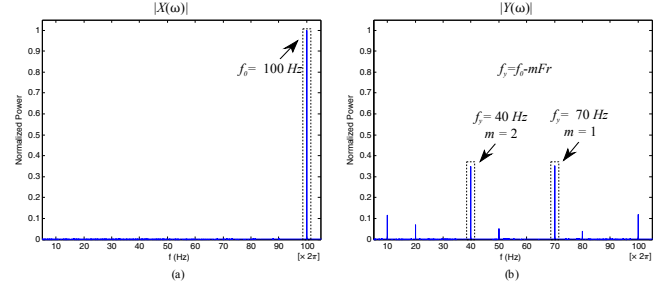 |X(ω)|
Normalized Power
1
0.9
0.8
0.7
0.6
0.5
0.4
0.3
0.2
0.1
0
f₀= 100 Hz
10 20 30 40 50 60 70 80 90 100
f (Hz)
[× 2π]
(a)
|Y(ω)|
Normalized Power
1
0.9
0.8
0.7
0.6
0.5
0.4
0.3
0.2
0.1
0
f_y=f₀-mFr
f_y= 40 Hz
m = 2
f_y= 70 Hz
m = 1
10 20 30 40 50 60 70 80 90 100
f (Hz)
[× 2π]
(b)